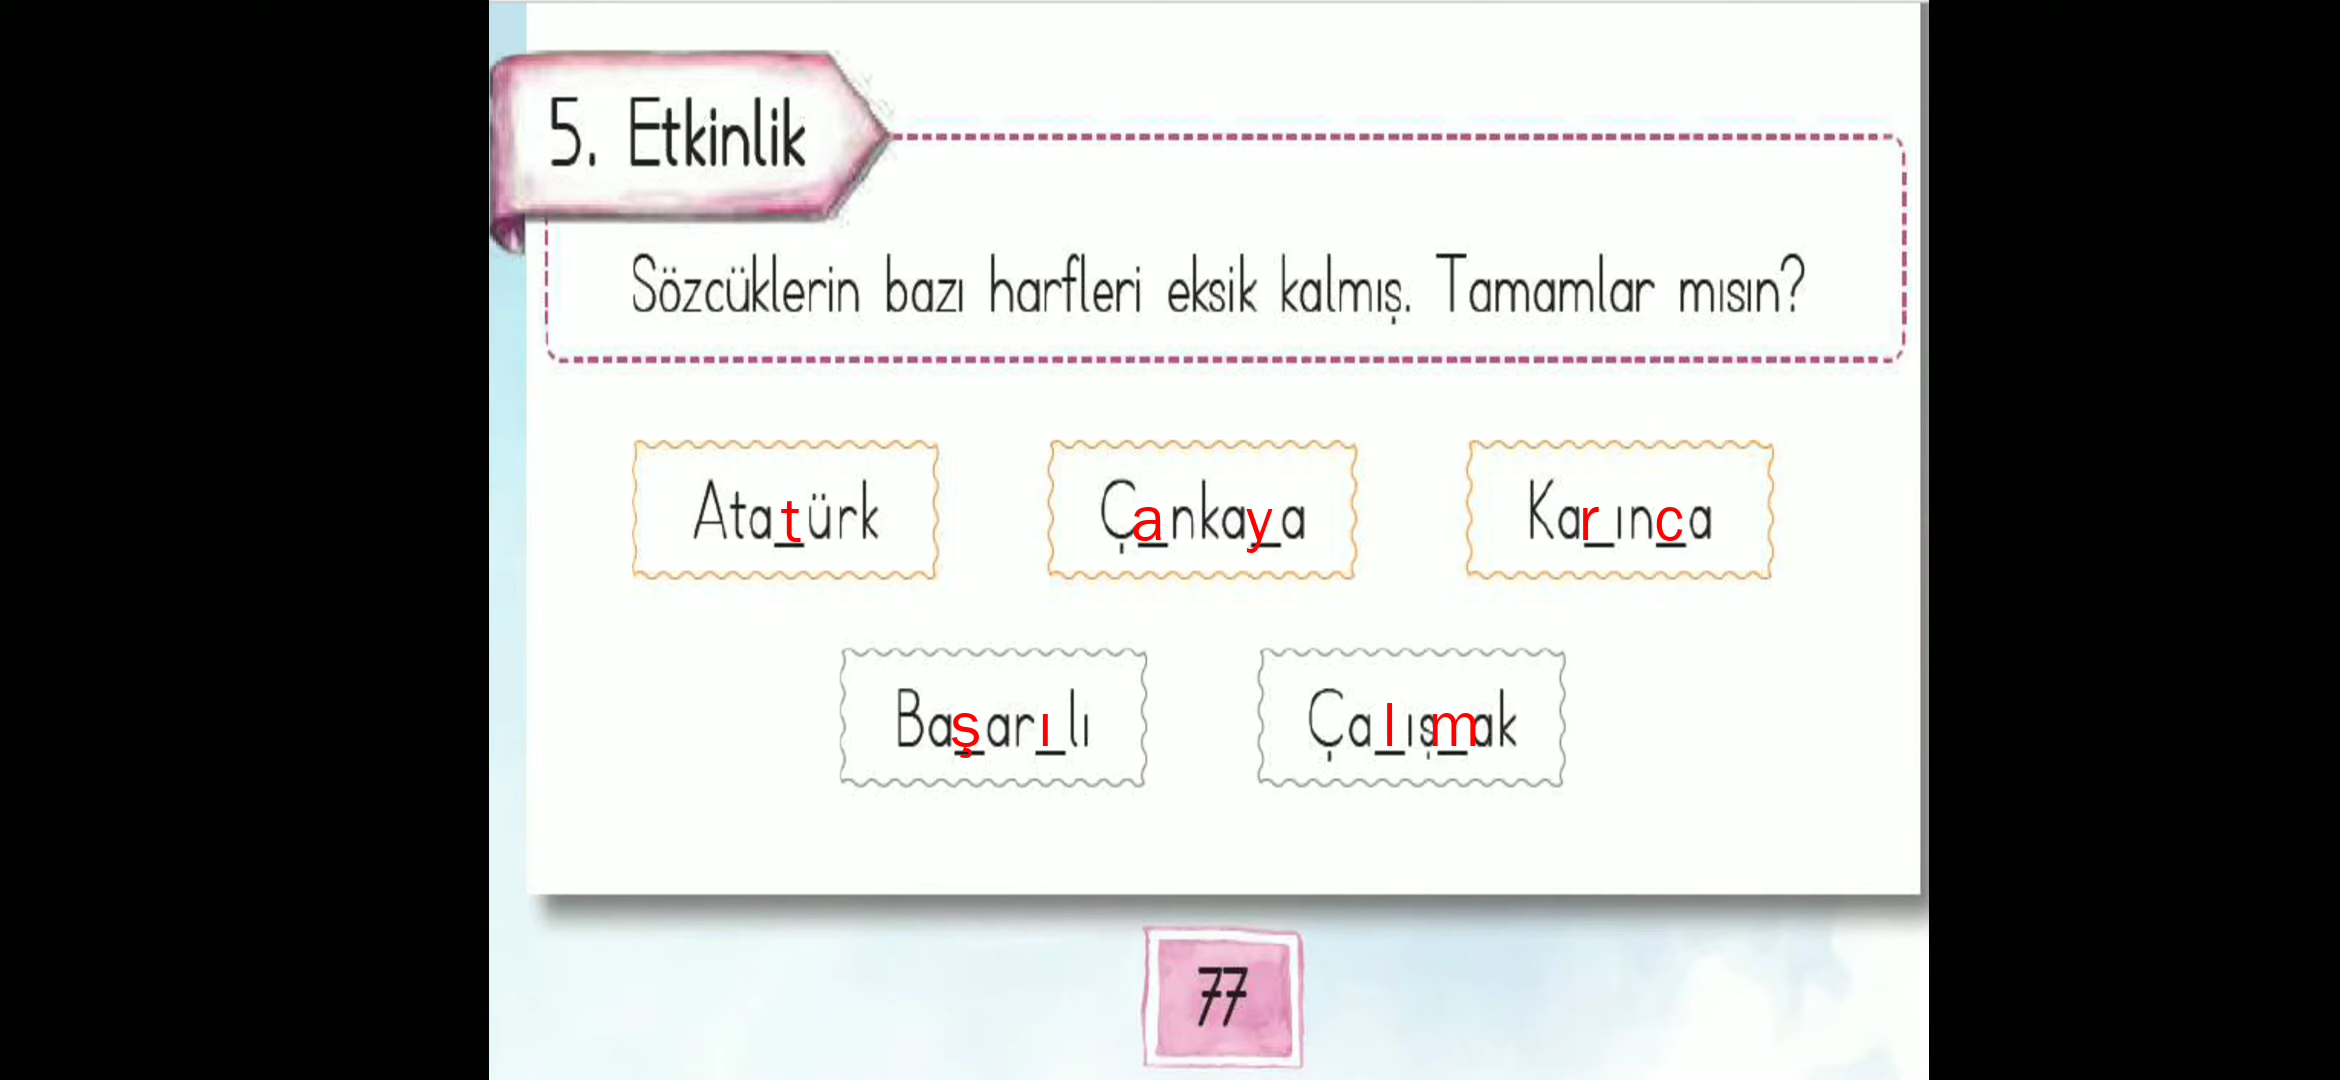 5. Etkinlik
Sözcüklerin bazı harfleri eksik kalmış. Tamamlar mısın?
Atatürk Çankaya Karınca
Başarılı Çalışmak
77